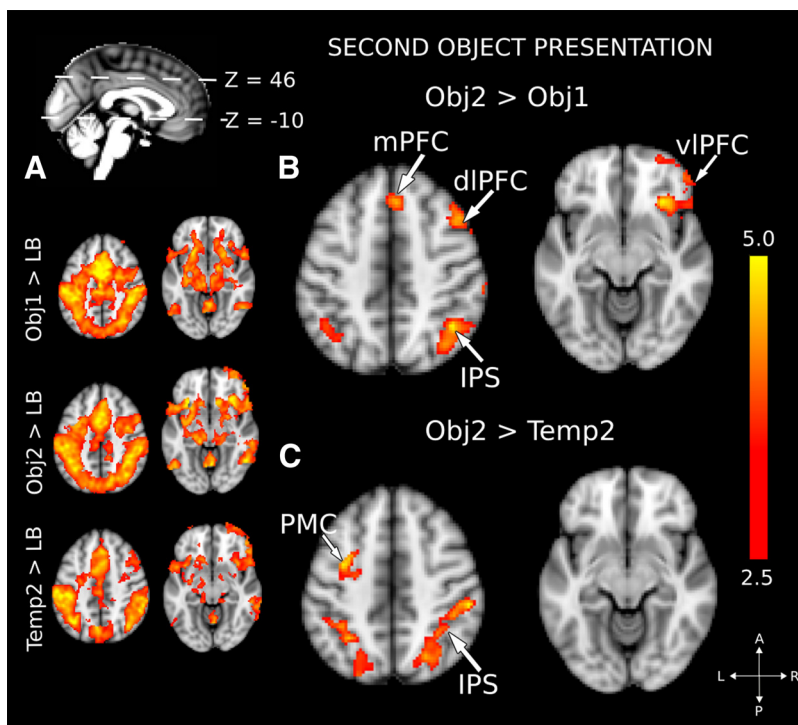 SECOND OBJECT PRESENTATION
Z = 46
Z = -10
A
Obj1 > LB
Obj2 > LB
Temp2 > LB
Obj2 > Obj1
B
mPFC
dlPFC
vlPFC
IPS
5.0
2.5
Obj2 > Temp2
C
PMC
IPS
A
L
R
P